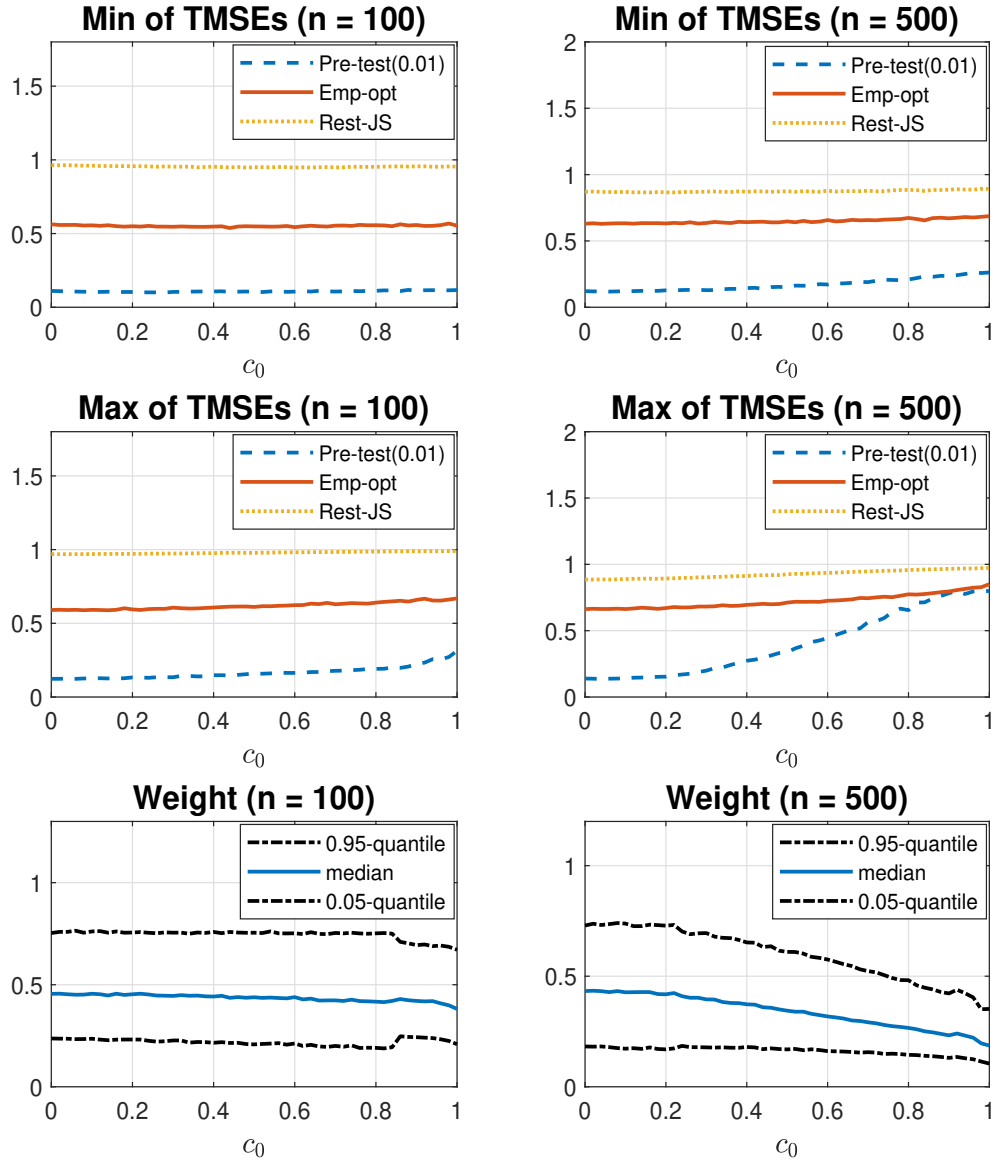 Min of TMSEs (n = 100)
Pre-test(0.01)
Emp-opt
Rest-JS
1.5
1
0.5
0
0 0.2 0.4 0.6 0.8 1
c₀
Min of TMSEs (n = 500)
Pre-test(0.01)
Emp-opt
Rest-JS
2
1.5
1
0.5
0
0 0.2 0.4 0.6 0.8 1
c₀
Max of TMSEs (n = 100)
Pre-test(0.01)
Emp-opt
Rest-JS
1.5
1
0.5
0
0 0.2 0.4 0.6 0.8 1
c₀
Max of TMSEs (n = 500)
Pre-test(0.01)
Emp-opt
Rest-JS
2
1.5
1
0.5
0
0 0.2 0.4 0.6 0.8 1
c₀
Weight (n = 100)
0.95-quantile
median
0.05-quantile
1
0.5
0
0 0.2 0.4 0.6 0.8 1
c₀
Weight (n = 500)
0.95-quantile
median
0.05-quantile
1
0.5
0
0 0.2 0.4 0.6 0.8 1
c₀